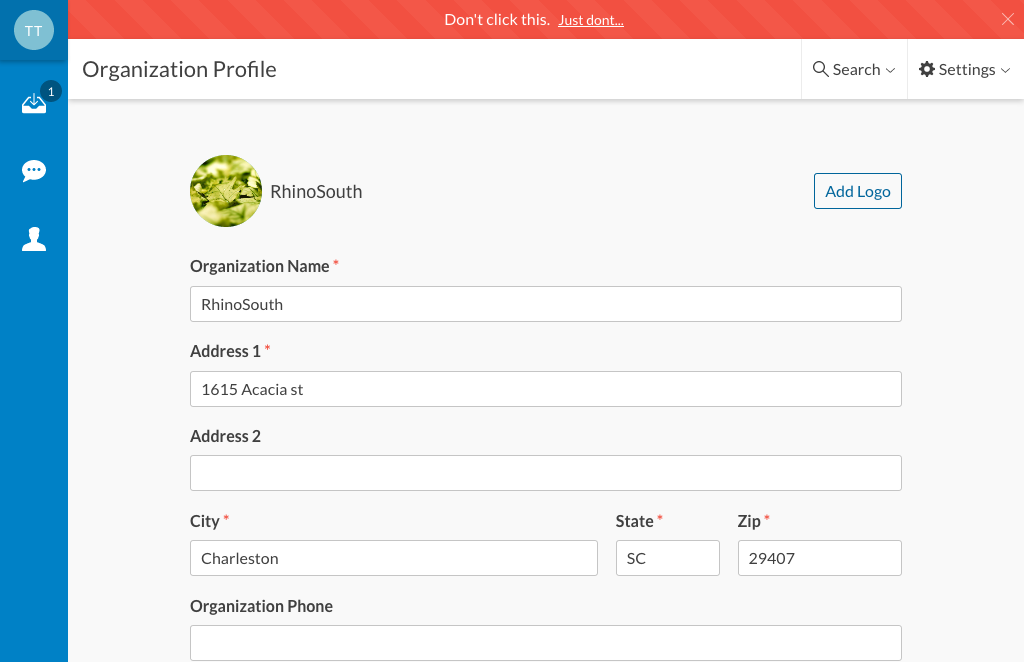 TT
Don't click this. Just dont...
Organization Profile
Search
Settings
1
RhinoSouth
Add Logo
Organization Name *
RhinoSouth
Address 1 *
1615 Acacia st
Address 2
City * State * Zip *
Charleston SC 29407
Organization Phone